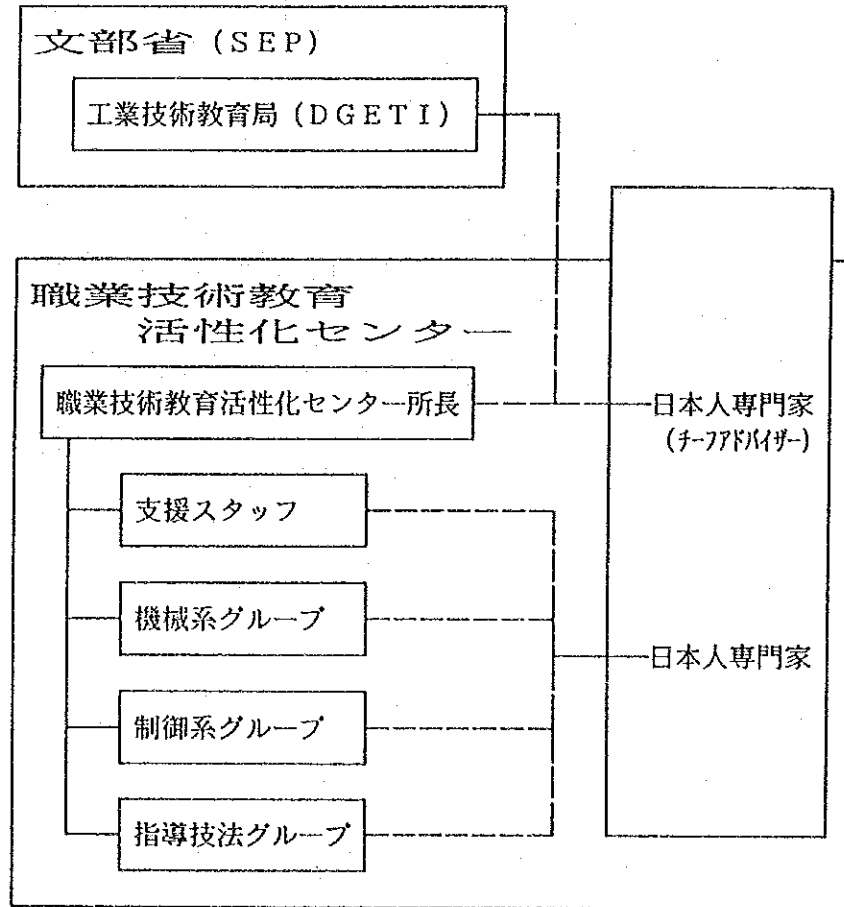 文部省(SEP)
工業技術教育局(DGETI)
職業技術教育
活性化センター
職業技術教育活性化センター所長
日本人専門家
(チーフアドバイザー)
支援スタッフ
機械系グループ
日本人専門家
制御系グループ
指導技法グループ